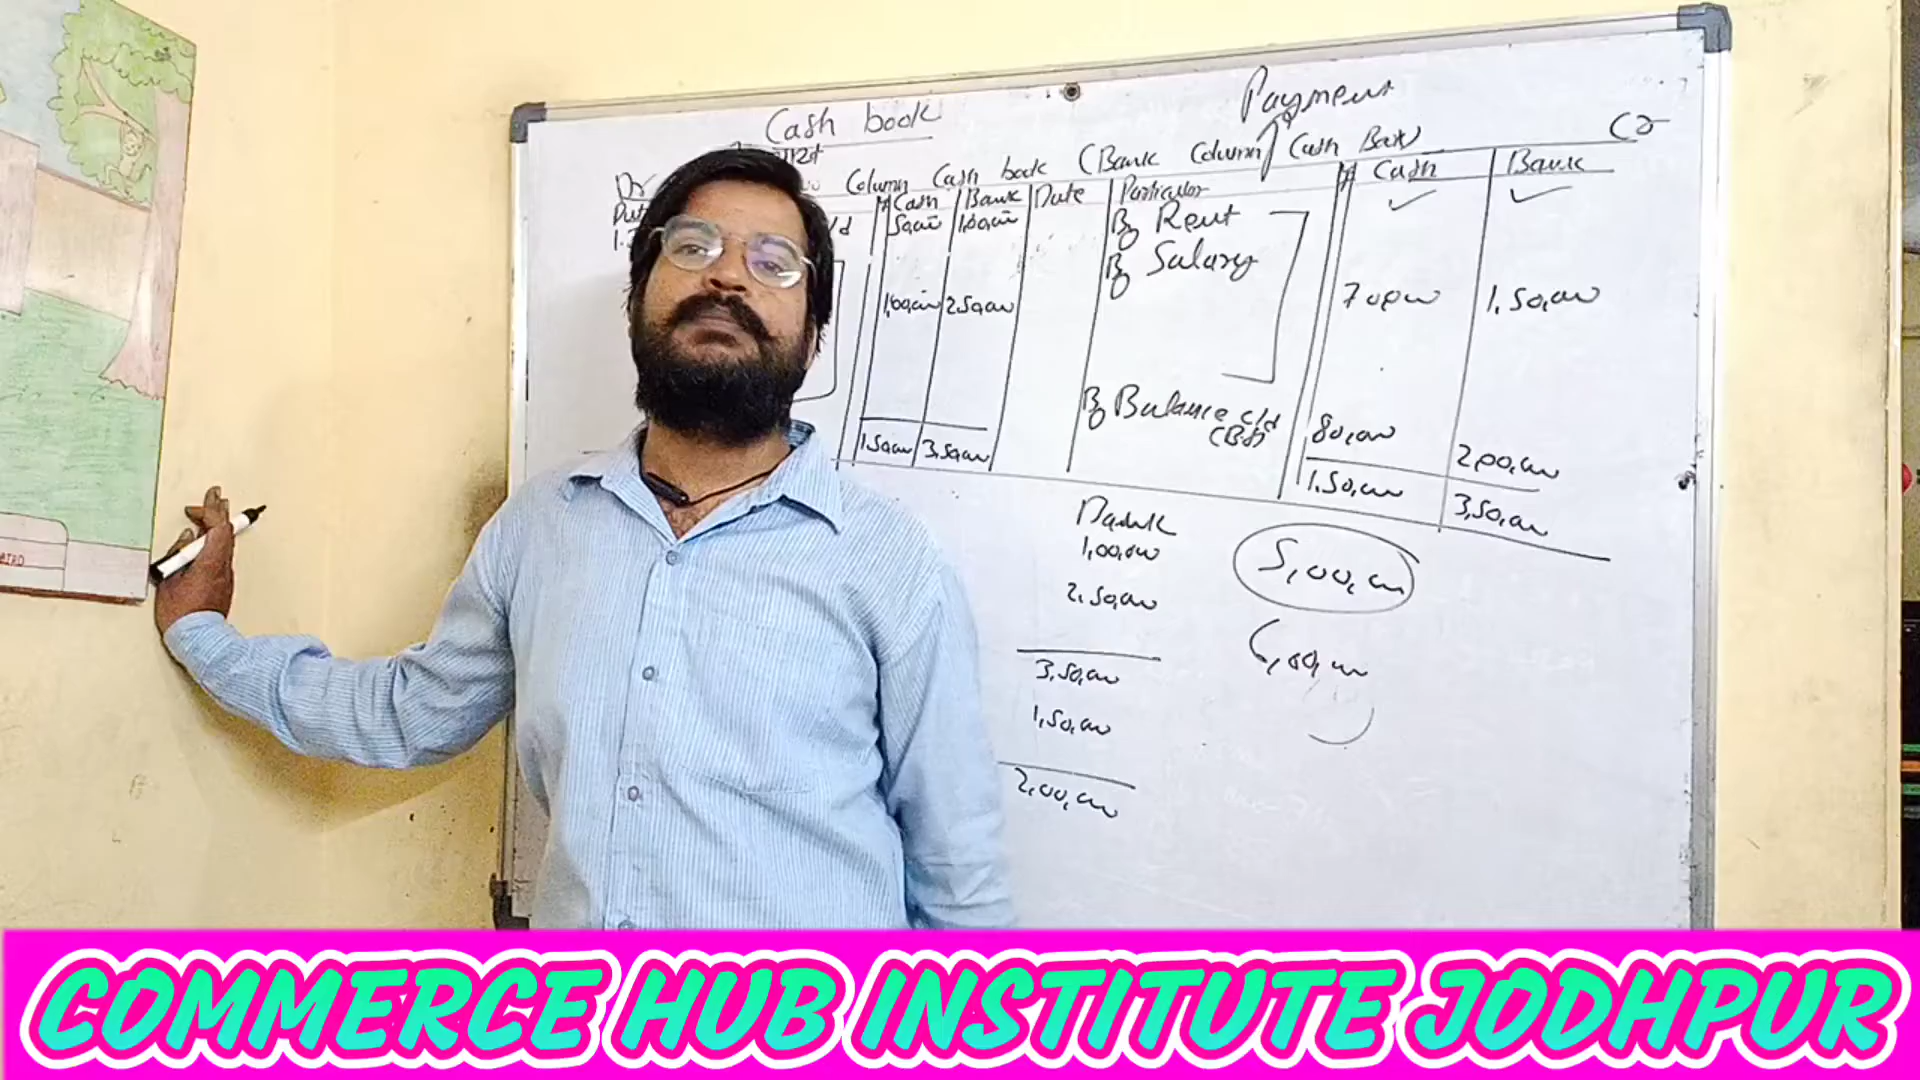 Cash book
Payment
Dr
Column Cash book (Bank Column Cash Book
Cr
Cash Bank Date Particular
Cash Bank
1,00,000
By Rent
By Salary
1,00,000 2,50,000
70,000 1,50,000
By Balance c/d
80,000
2,00,000
1,50,000 3,50,000
1,50,000 3,50,000
1,00,000
5,00,000
2,50,000
6,00,000
3,50,000
1,50,000
2,00,000
COMMERCE HUB INSTITUTE JODHPUR